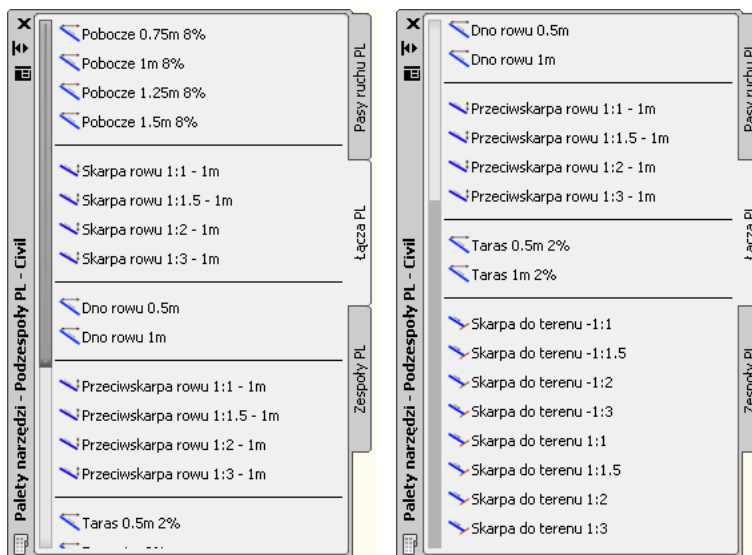 Pobocze 0.75m 8%
Pobocze 1m 8%
Pobocze 1.25m 8%
Pobocze 1.5m 8%
Skarpa rowu 1:1 - 1m
Skarpa rowu 1:1.5 - 1m
Skarpa rowu 1:2 - 1m
Skarpa rowu 1:3 - 1m
Dno rowu 0.5m
Dno rowu 1m
Przeciwskarpa rowu 1:1 - 1m
Przeciwskarpa rowu 1:1.5 - 1m
Przeciwskarpa rowu 1:2 - 1m
Przeciwskarpa rowu 1:3 - 1m
Taras 0.5m 2%
Pasy ruchu PL
Łącza PL
Zespoły PL
Palety narzędzi - Podzespoły PL - Civil
Dno rowu 0.5m
Dno rowu 1m
Przeciwskarpa rowu 1:1 - 1m
Przeciwskarpa rowu 1:1.5 - 1m
Przeciwskarpa rowu 1:2 - 1m
Przeciwskarpa rowu 1:3 - 1m
Taras 0.5m 2%
Taras 1m 2%
Skarpa do terenu -1:1
Skarpa do terenu -1:1.5
Skarpa do terenu -1:2
Skarpa do terenu -1:3
Skarpa do terenu 1:1
Skarpa do terenu 1:1.5
Skarpa do terenu 1:2
Skarpa do terenu 1:3
Pasy ruchu PL
Łącza PL
Zespoły PL
Palety narzędzi - Podzespoły PL - Civil